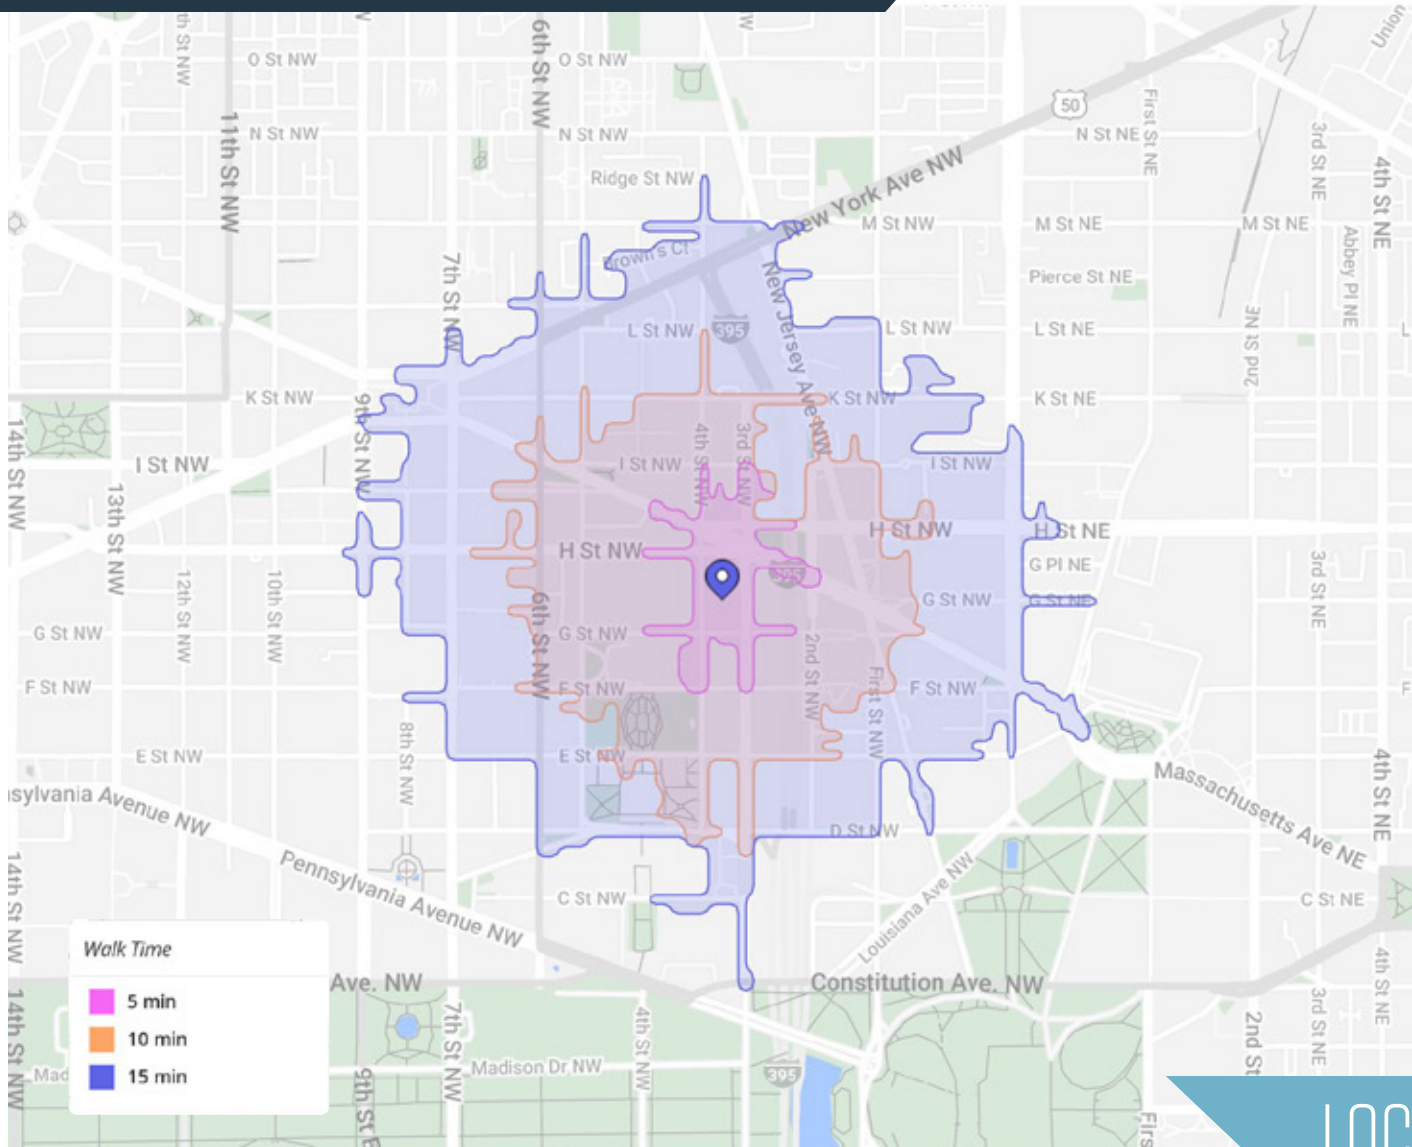 6th St NW
O St NW
O St NW
Union
50
11th St NW
N St NW
N St NW
N St NE
First St NE
3rd St NE
4th St NE
Ridge St NW
New York Ave NW
M St NW
M St NE
M St NE
Brown's Ct
Abbey Pl NE
7th St NW
New Jersey Ave NW
Pierce St NE
L St NW
395
L St NW
L St NE
2nd St NE
K St NW
K St NW
K St NE
9th St NW
14th St NW
4th St NW
3rd St NW
I St NW
I St NW
I St NW
13th St NW
H St NW
H St NW
H St NE
G Pl NE
395
12th St NW
10th St NW
G St NW
G St NE
3rd St NE
6th St NW
G St NW
G St NW
2nd St NW
F St NW
F St NW
First St NW
F St NW
8th St NW
E St NW
E St NW
4th St NE
Massachusetts Ave NE
sylvania Avenue NW
D St NW
14th St NW
Pennsylvania Avenue NW
C St NW
Louisiana Ave NW
C St NE
Walk Time
5 min
10 min
15 min
Ave. NW
Constitution Ave. NW
4th St NE
14th St NW
7th St NW
4th St NW
3rd St NE
2nd St
Mad
Madison Dr NW
395
9th St
LOC